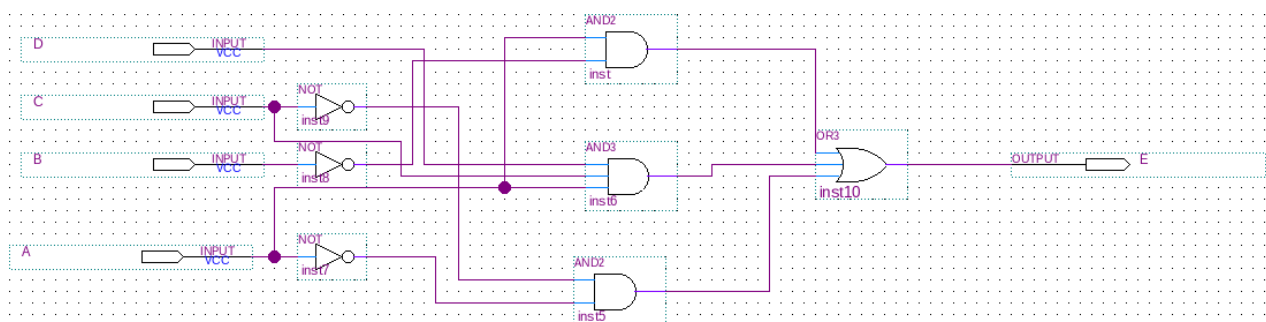 AND2
D
INPUT
VCC
inst
NOT
C
INPUT
VCC
inst9
OR3
NOT
AND3
B
INPUT
VCC
inst8
OUTPUT
E
inst10
inst6
NOT
A
INPUT
VCC
inst7
AND2
inst5